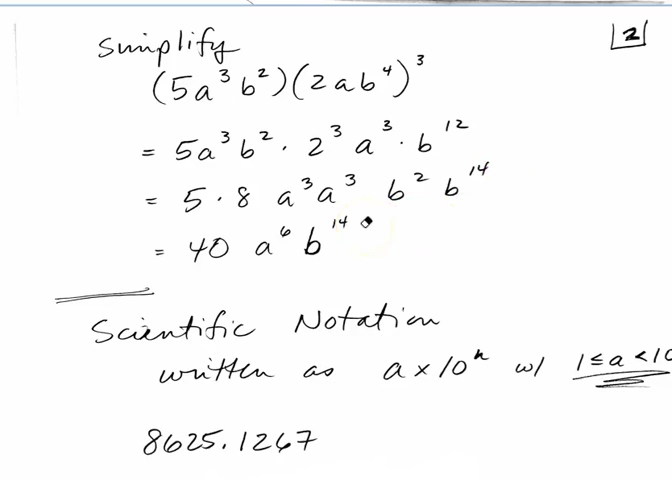 Simplify
2
(5a³b²)(2ab⁴)³
= 5a³b² · 2³ a³ · b¹²
= 5 · 8 a³a³ b² b¹⁴
= 40 a⁶ b¹⁴
Scientific Notation
written as a × 10ⁿ w/ 1 ≤ a < 10
8625.1267